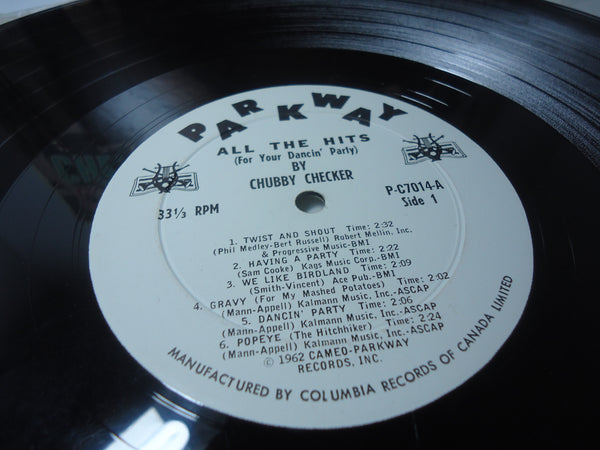 PARKWAY
ALL THE HITS
(For Your Dancin' Party)
BY
CHUBBY CHECKER
33⅓ RPM
P-C7014-A
Side 1
1. TWIST AND SHOUT Time: 2:32
(Phil Medley-Bert Russell) Robert Mellin, Inc.
& Progressive Music-BMI
2. HAVING A PARTY Time: 2:22
(Sam Cooke) Kags Music Corp.-BMI
3. WE LIKE BIRDLAND Time: 2:09
(Smith-Vincent) Ace Pub.-BMI
4. GRAVY (For My Mashed Potatoes) Time: 2:02
(Mann-Appell) Kalmann Music, Inc.-ASCAP
5. DANCIN' PARTY Time: 2:06
(Mann-Appell) Kalmann Music, Inc.-ASCAP
6. POPEYE (The Hitchhiker) Time: 2:24
(Mann-Appell) Kalmann Music, Inc.-ASCAP
© 1962 CAMEO-PARKWAY
RECORDS, INC.
MANUFACTURED BY COLUMBIA RECORDS OF CANADA LIMITED